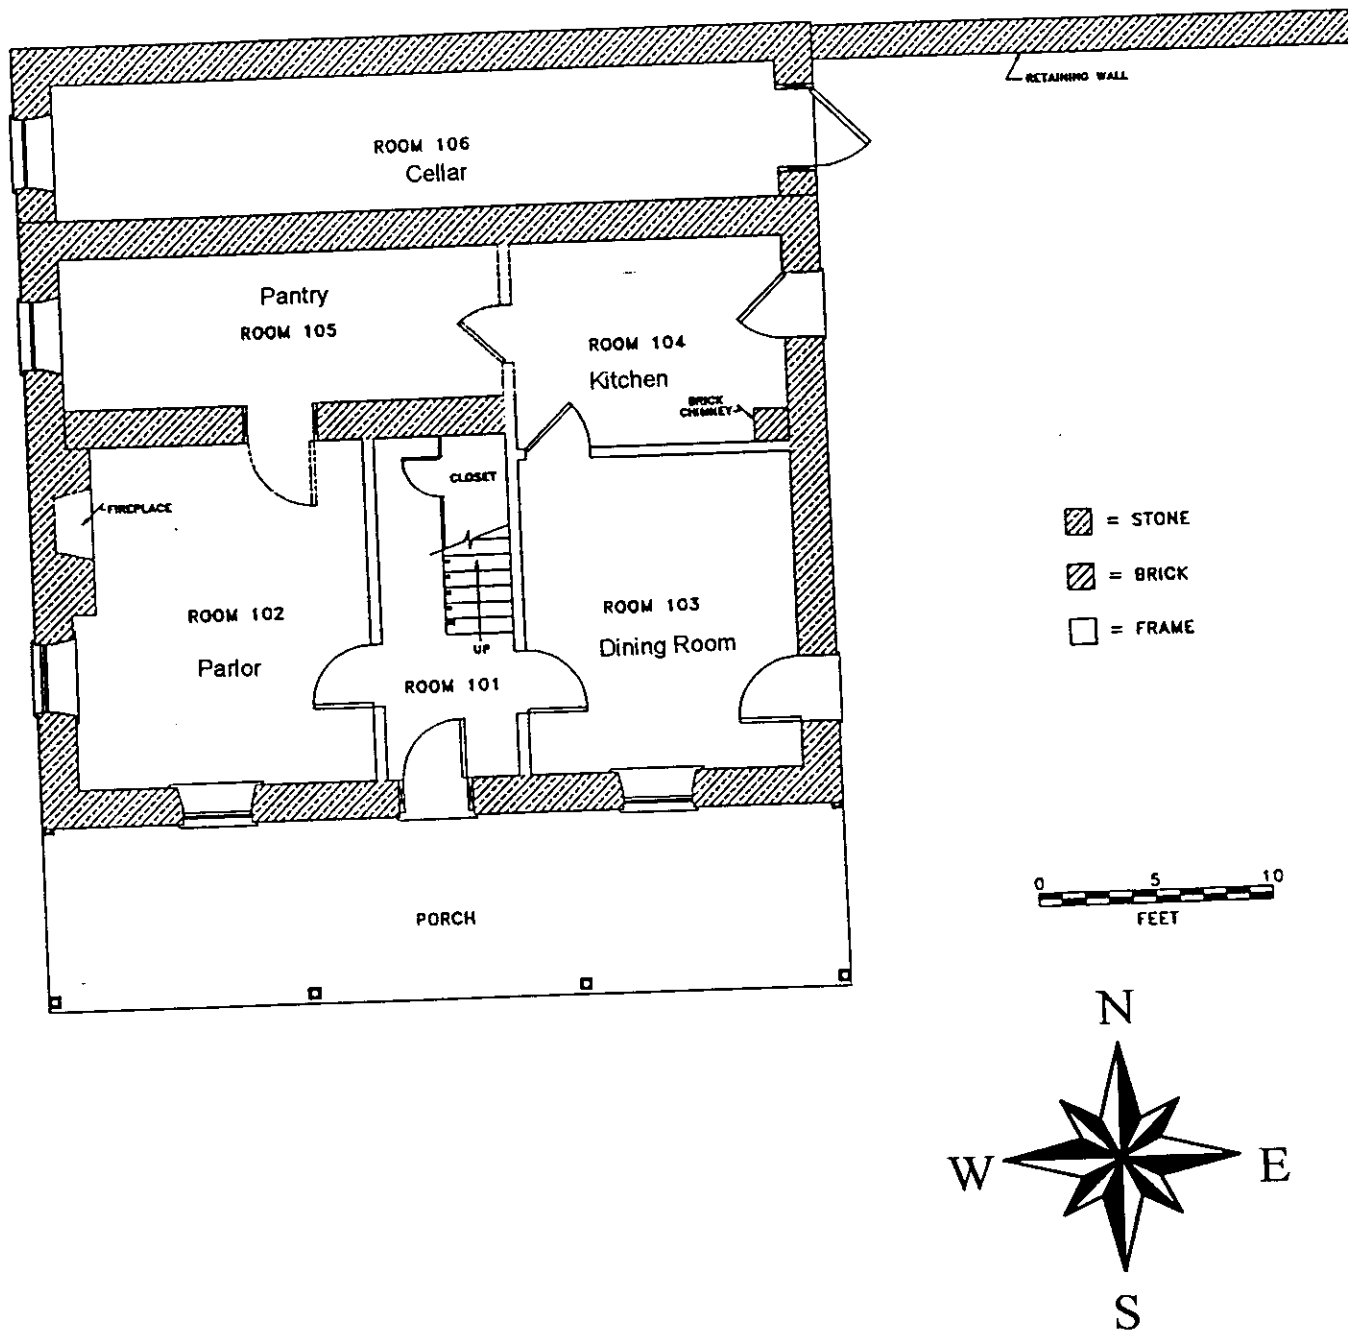 RETAINING WALL
ROOM 106
Cellar
Pantry
ROOM 105
ROOM 104
Kitchen
BRICK
CHIMNEY
CLOSET
FIREPLACE
= STONE
= BRICK
= FRAME
ROOM 102
Parlor
ROOM 103
Dining Room
UP
ROOM 101
0 5 10
FEET
PORCH
N
W E
S